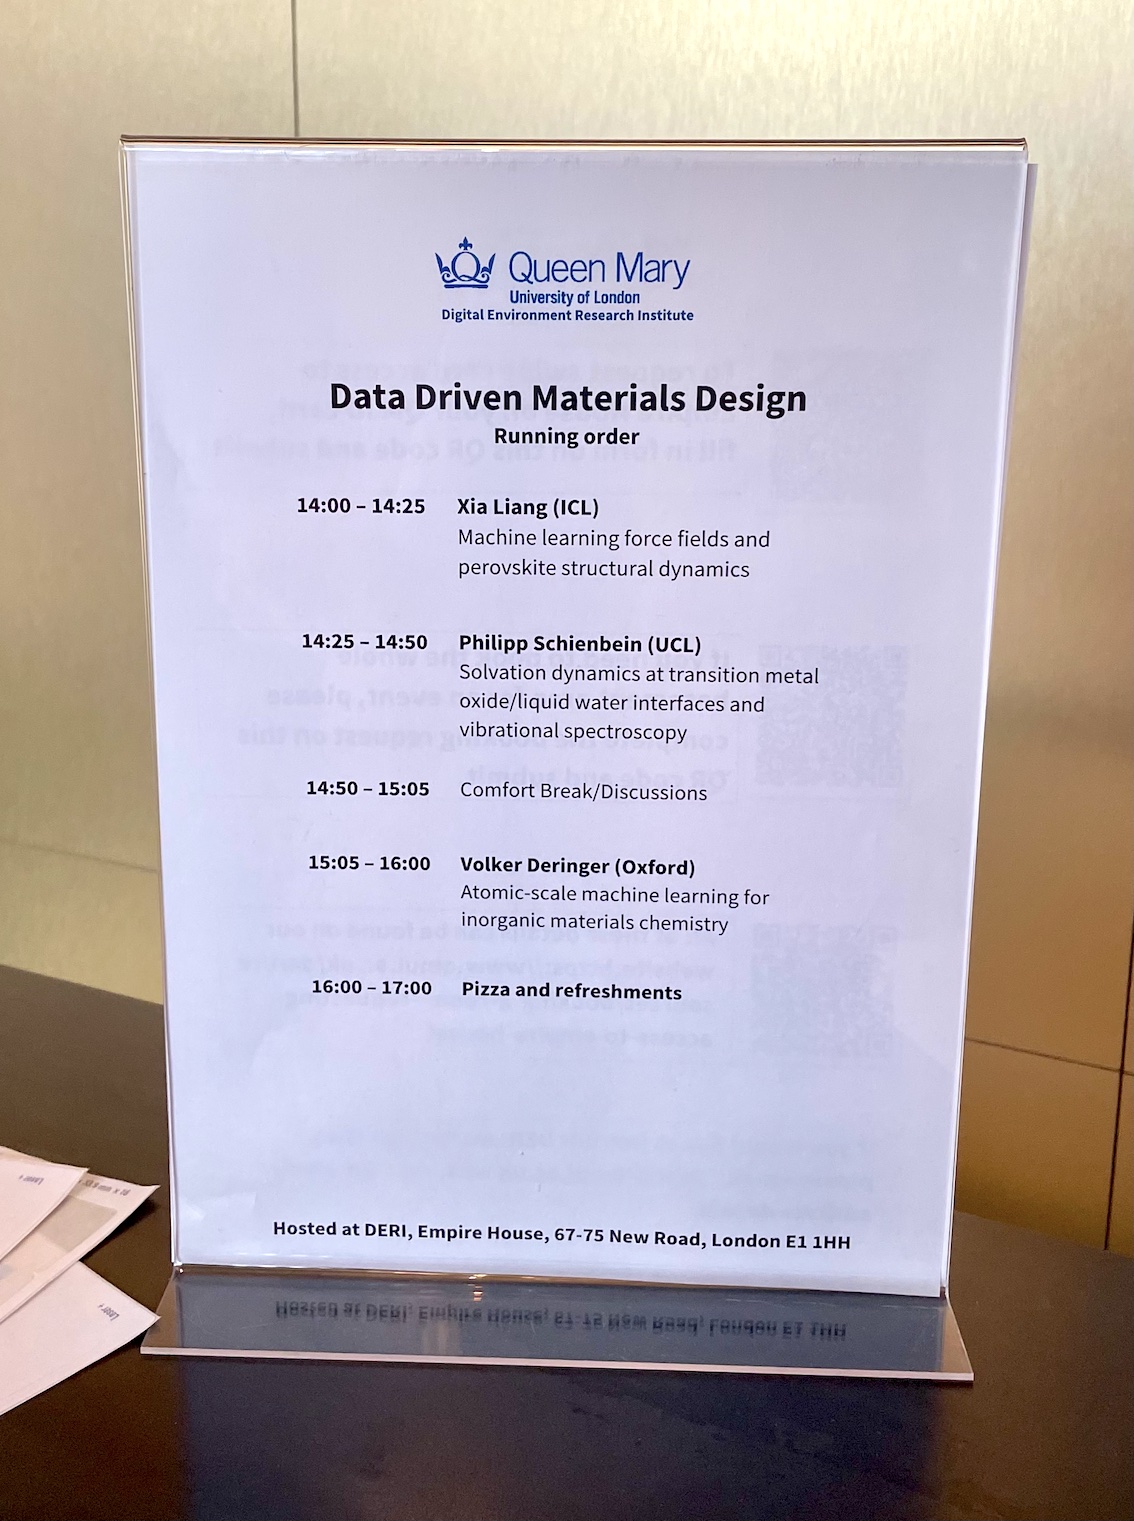 Queen Mary
University of London
Digital Environment Research Institute
Data Driven Materials Design
Running order
14:00 – 14:25 Xia Liang (ICL)
Machine learning force fields and
perovskite structural dynamics
14:25 – 14:50 Philipp Schienbein (UCL)
Solvation dynamics at transition metal
oxide/liquid water interfaces and
vibrational spectroscopy
14:50 – 15:05 Comfort Break/Discussions
15:05 – 16:00 Volker Deringer (Oxford)
Atomic-scale machine learning for
inorganic materials chemistry
16:00 – 17:00 Pizza and refreshments
Hosted at DERI, Empire House, 67-75 New Road, London E1 1HH